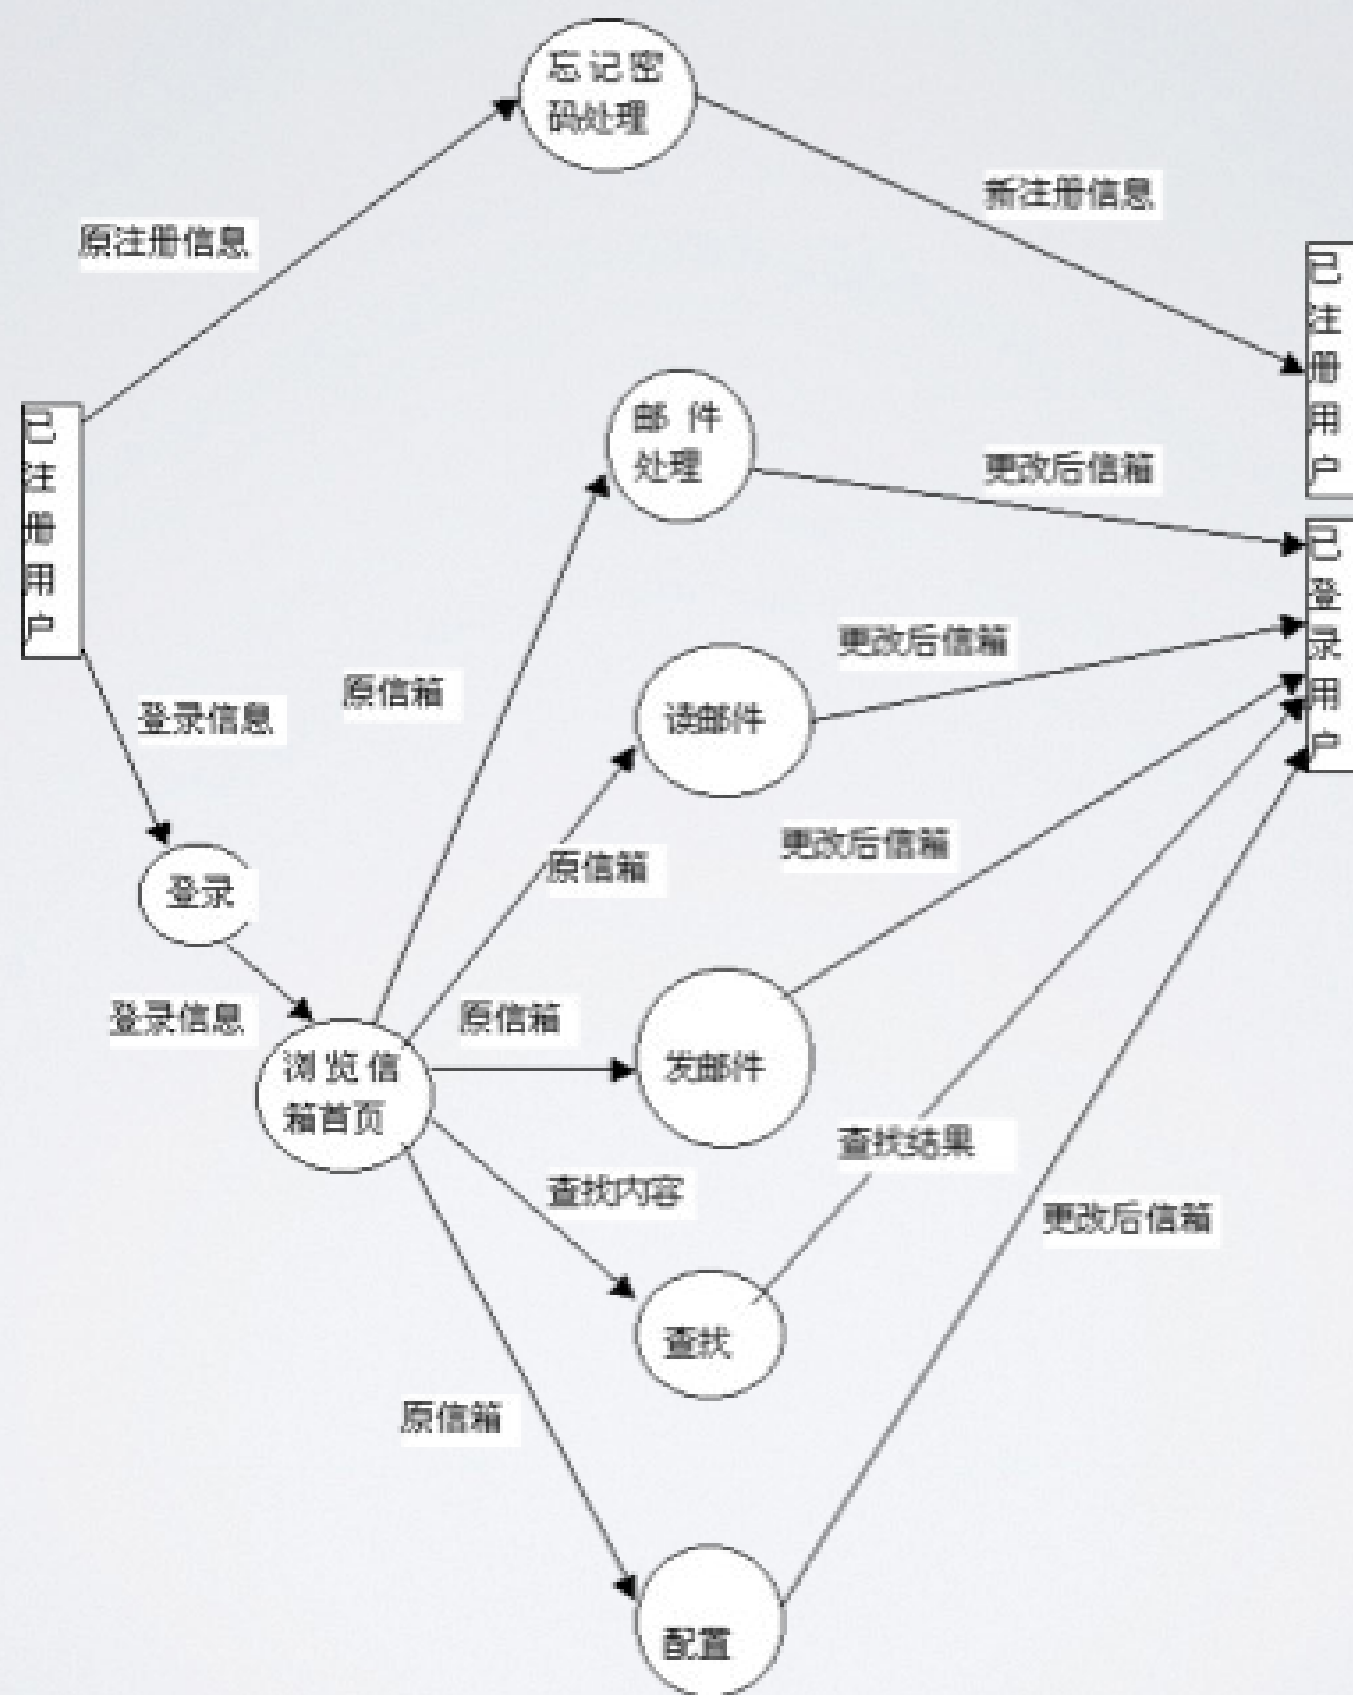 忘记密
码处理
新注册信息
原注册信息
已
注
册
用
户
邮 件
处理
更改后信箱
已
注
册
用
户
已
登
录
用
户
更改后信箱
原信箱
登录信息
读邮件
更改后信箱
原信箱
登录
登录信息
原信箱
浏览信
箱首页
发邮件
查找结果
查找内容
更改后信箱
查找
原信箱
配置